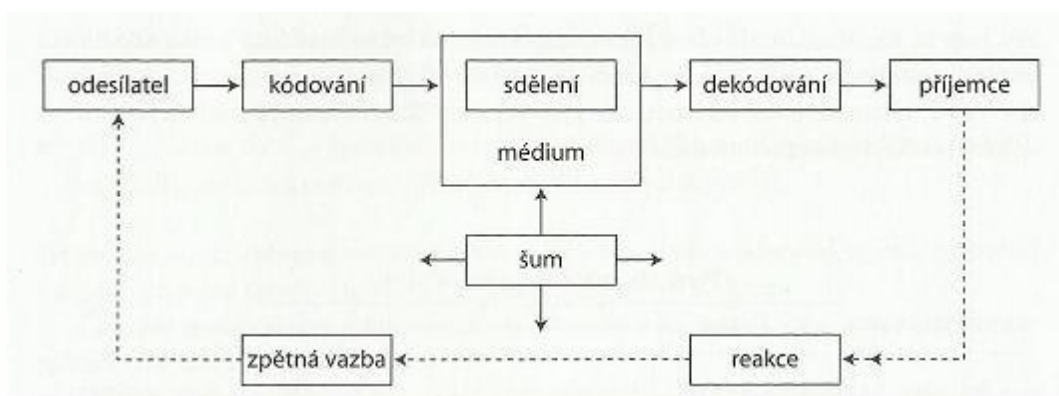 odesílatel
kódování
sdělení
dekódování
příjemce
médium
šum
zpětná vazba
reakce